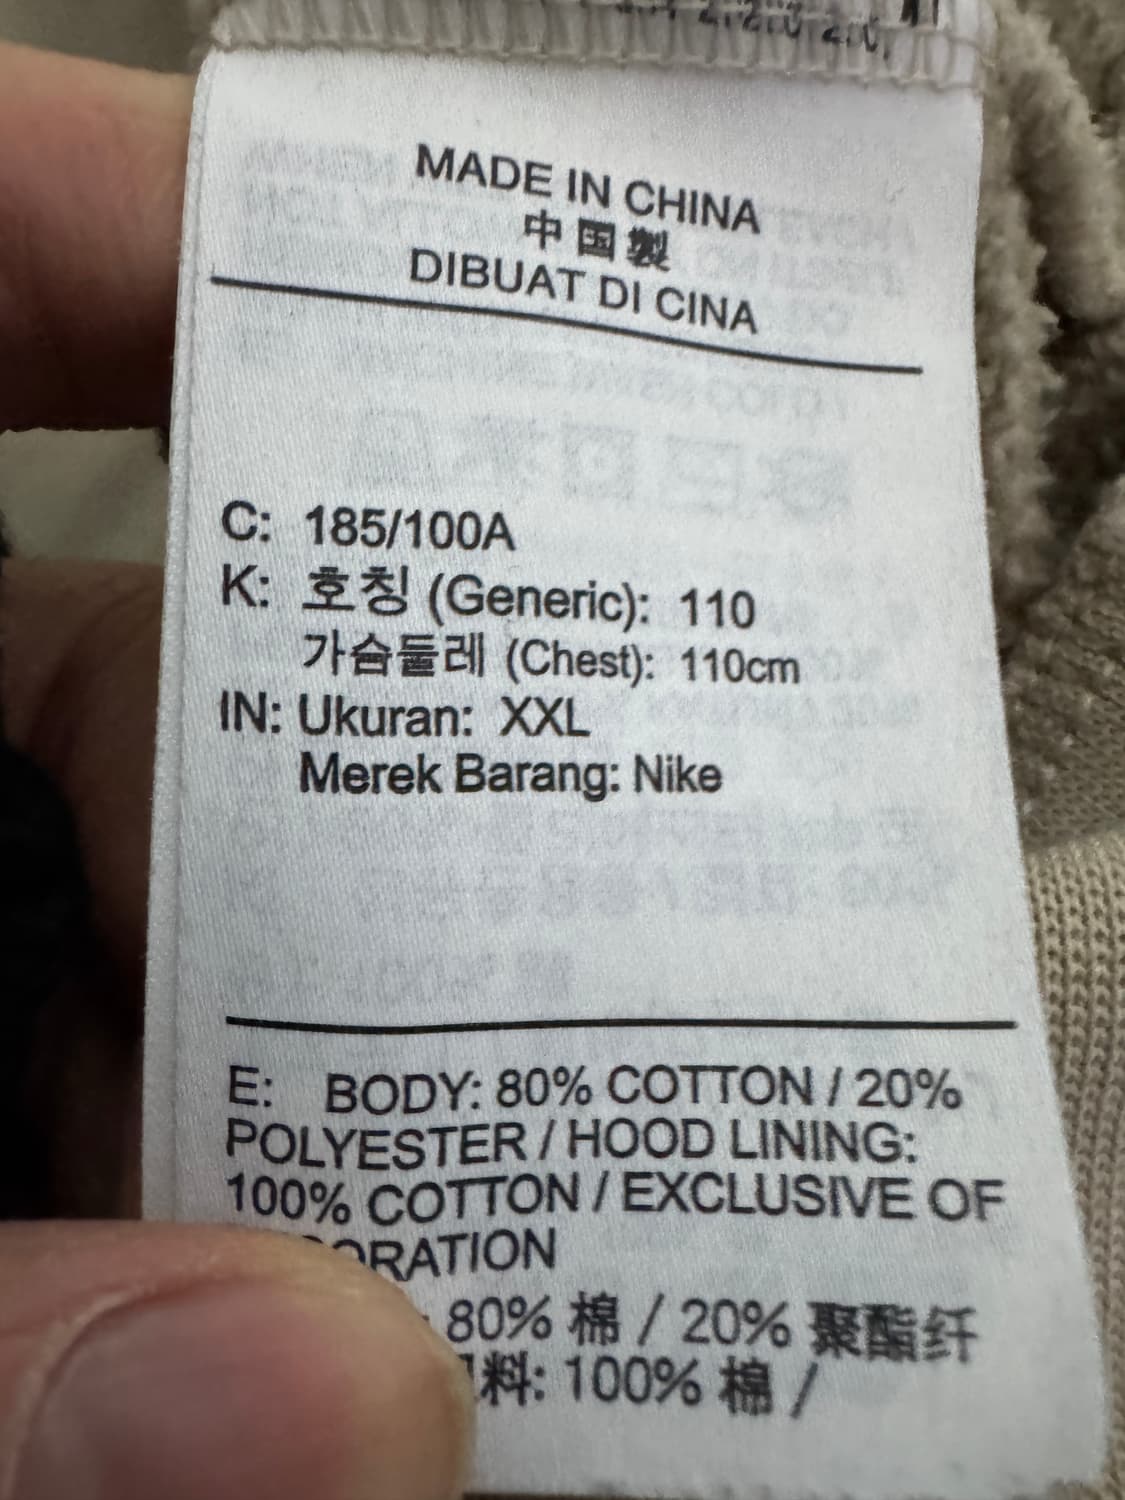 MADE IN CHINA
中国製
DIBUAT DI CINA
C: 185/100A
K: 호칭 (Generic): 110
가슴둘레 (Chest): 110cm
IN: Ukuran: XXL
Merek Barang: Nike
E: BODY: 80% COTTON / 20%
POLYESTER / HOOD LINING:
100% COTTON / EXCLUSIVE OF
ORATION
80% 棉 / 20% 聚酯纤
料: 100% 棉 /